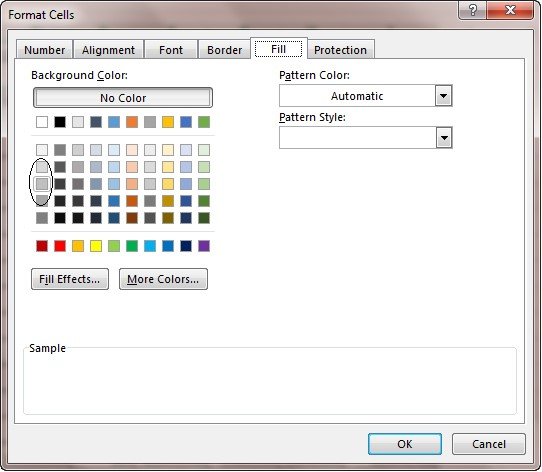 Format Cells
?
Number Alignment Font Border Fill Protection
Background Color:
No Color
Pattern Color:
Automatic
Pattern Style:
Fill Effects...
More Colors...
Sample
OK
Cancel